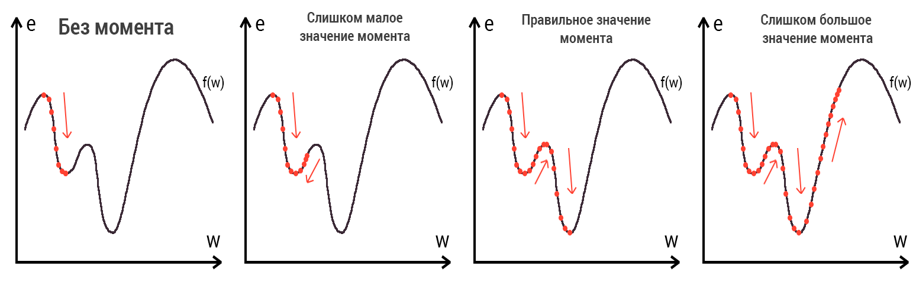 e
Без момента
f(w)
W
e
Слишком малое
значение момента
f(w)
W
e
Правильное значение
момента
f(w)
W
e
Слишком большое
значение момента
f(w)
W